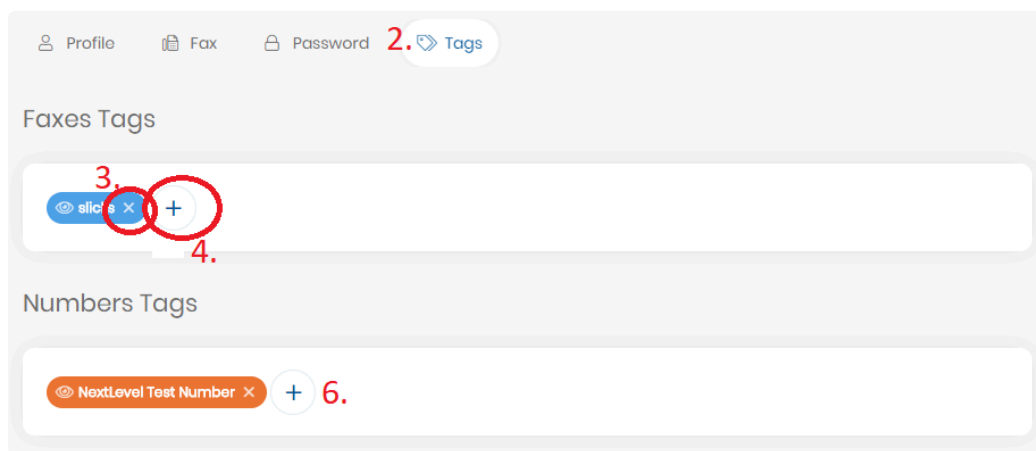 Profile Fax Password 2. Tags
Faxes Tags
3.
× +
4.
Numbers Tags
NextLevel Test Number × + 6.